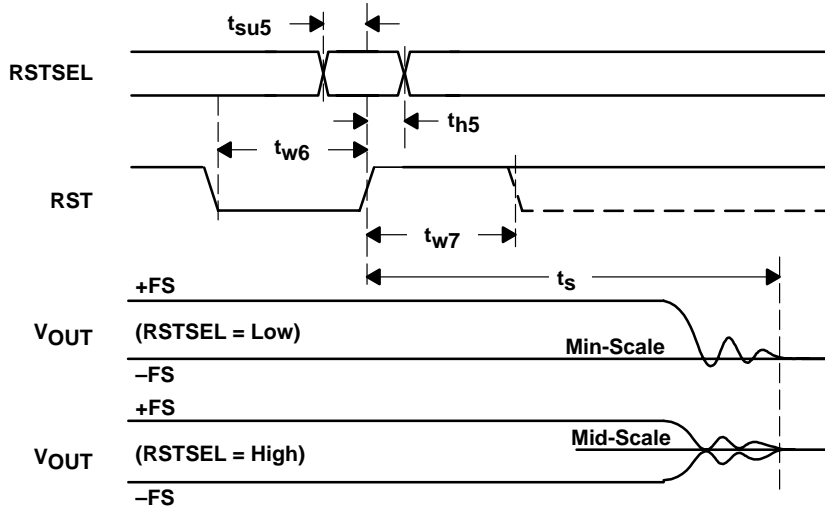 tsu5
RSTSEL
th5
tw6
RST
tw7
ts
+FS
VOUT
(RSTSEL = Low)
Min-Scale
–FS
+FS
Mid-Scale
VOUT
(RSTSEL = High)
–FS